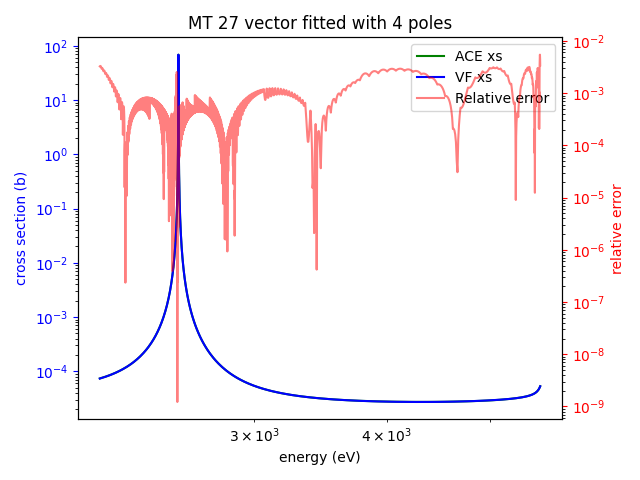 MT 27 vector fitted with 4 poles
ACE xs
VF xs
Relative error
cross section (b)
10²
10¹
10⁰
10⁻¹
10⁻²
10⁻³
10⁻⁴
relative error
10⁻²
10⁻³
10⁻⁴
10⁻⁵
10⁻⁶
10⁻⁷
10⁻⁸
10⁻⁹
3 × 10³
4 × 10³
energy (eV)